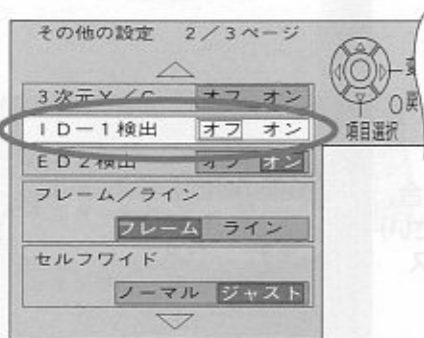 その他の設定 2/3ページ
3次元Y/C オフ オン
ID-1検出 オフ オン
ED2検出 オフ オン
フレーム/ライン
フレーム ライン
セルフワイド
ノーマル ジャスト
項目選択